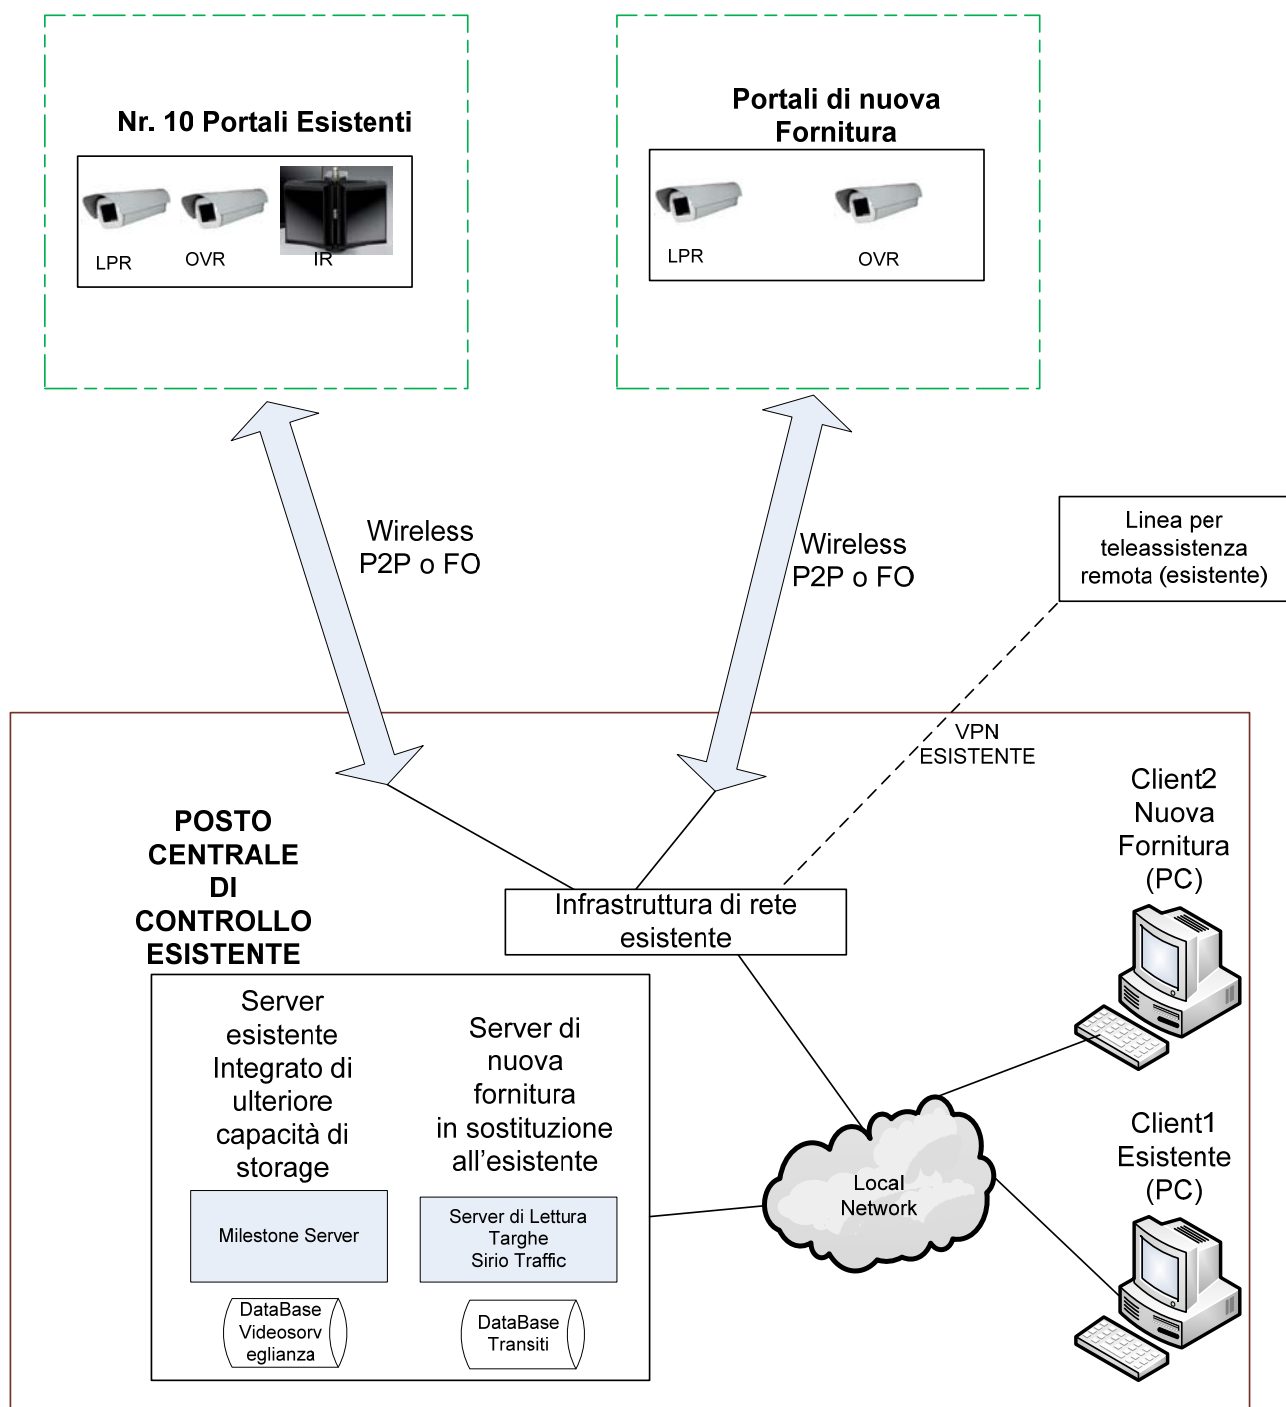 Nr. 10 Portali Esistenti
LPR
OVR
IR
Portali di nuova
Fornitura
LPR
OVR
Wireless
P2P o FO
Wireless
P2P o FO
Linea per
teleassistenza
remota (esistente)
VPN
ESISTENTE
POSTO
CENTRALE
DI
CONTROLLO
ESISTENTE
Infrastruttura di rete
esistente
Client2
Nuova
Fornitura
(PC)
Server
esistente
Integrato di
ulteriore
capacità di
storage
Milestone Server
DataBase
Videosorv
eglianza
Server di
nuova
fornitura
in sostituzione
all'esistente
Server di Lettura
Targhe
Sirio Traffic
DataBase
Transiti
Local
Network
Client1
Esistente
(PC)